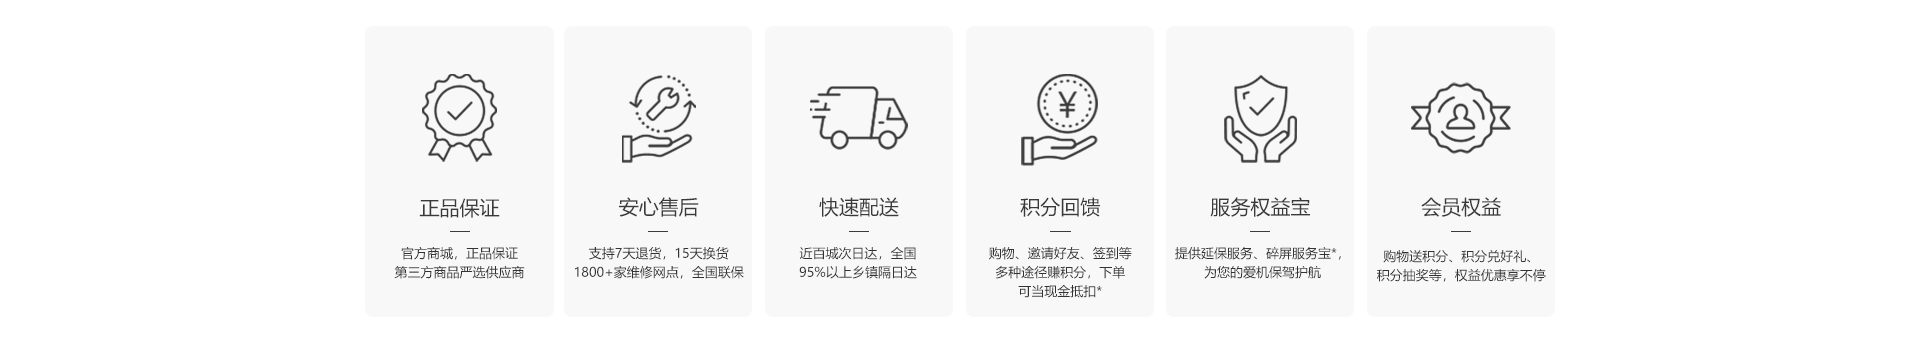 正品保证
官方商城，正品保证
第三方商品严选供应商
安心售后
支持7天退货，15天换货
1800+家维修网点，全国联保
快速配送
近百城次日达，全国
95%以上乡镇隔日达
¥
积分回馈
购物、邀请好友、签到等
多种途径赚积分，下单
可当现金抵扣*
服务权益宝
提供延保服务、碎屏服务宝*，
为您的爱机保驾护航
会员权益
购物送积分、积分兑好礼、
积分抽奖等，权益优惠享不停